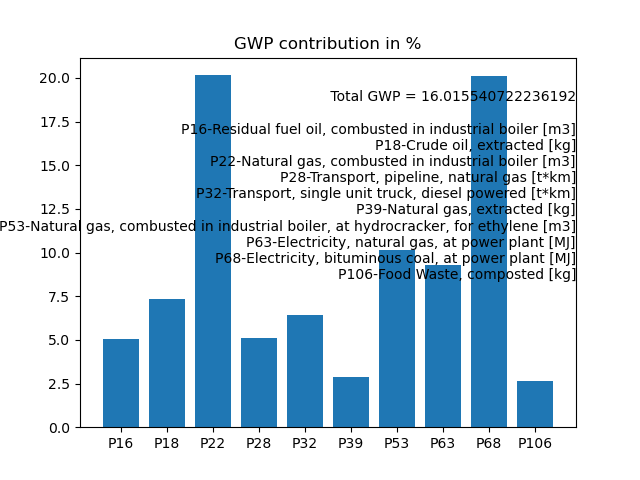 GWP contribution in %
20.0
17.5
15.0
12.5
10.0
7.5
5.0
2.5
0.0
Total GWP = 16.015540722236192
P16-Residual fuel oil, combusted in industrial boiler [m3]
P18-Crude oil, extracted [kg]
P22-Natural gas, combusted in industrial boiler [m3]
P28-Transport, pipeline, natural gas [t*km]
P32-Transport, single unit truck, diesel powered [t*km]
P39-Natural gas, extracted [kg]
P53-Natural gas, combusted in industrial boiler, at hydrocracker, for ethylene [m3]
P63-Electricity, natural gas, at power plant [MJ]
P68-Electricity, bituminous coal, at power plant [MJ]
P106-Food Waste, composted [kg]
P16 P18 P22 P28 P32 P39 P53 P63 P68 P106